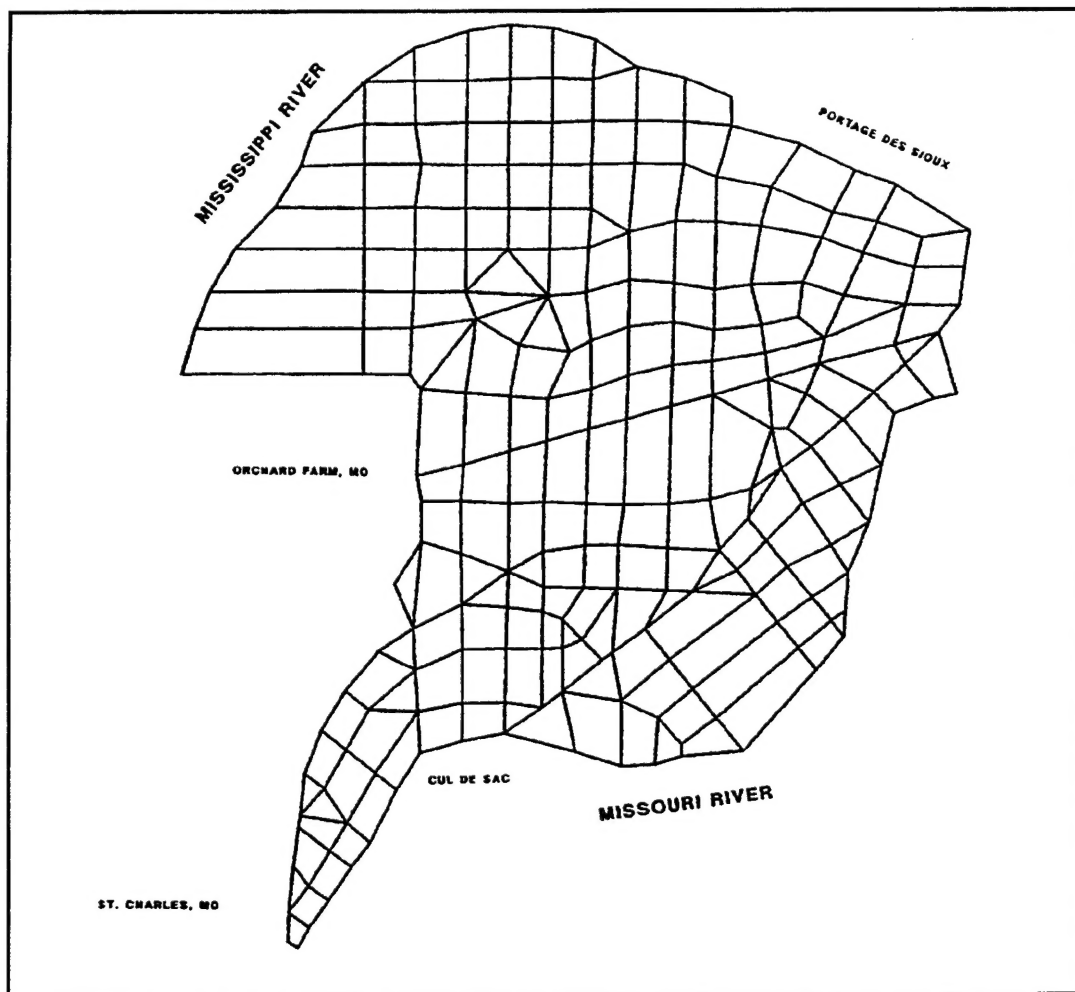 MISSISSIPPI RIVER
PORTAGE DES SIOUX
ORCHARD FARM, MO
CUL DE SAC
MISSOURI RIVER
ST. CHARLES, MO